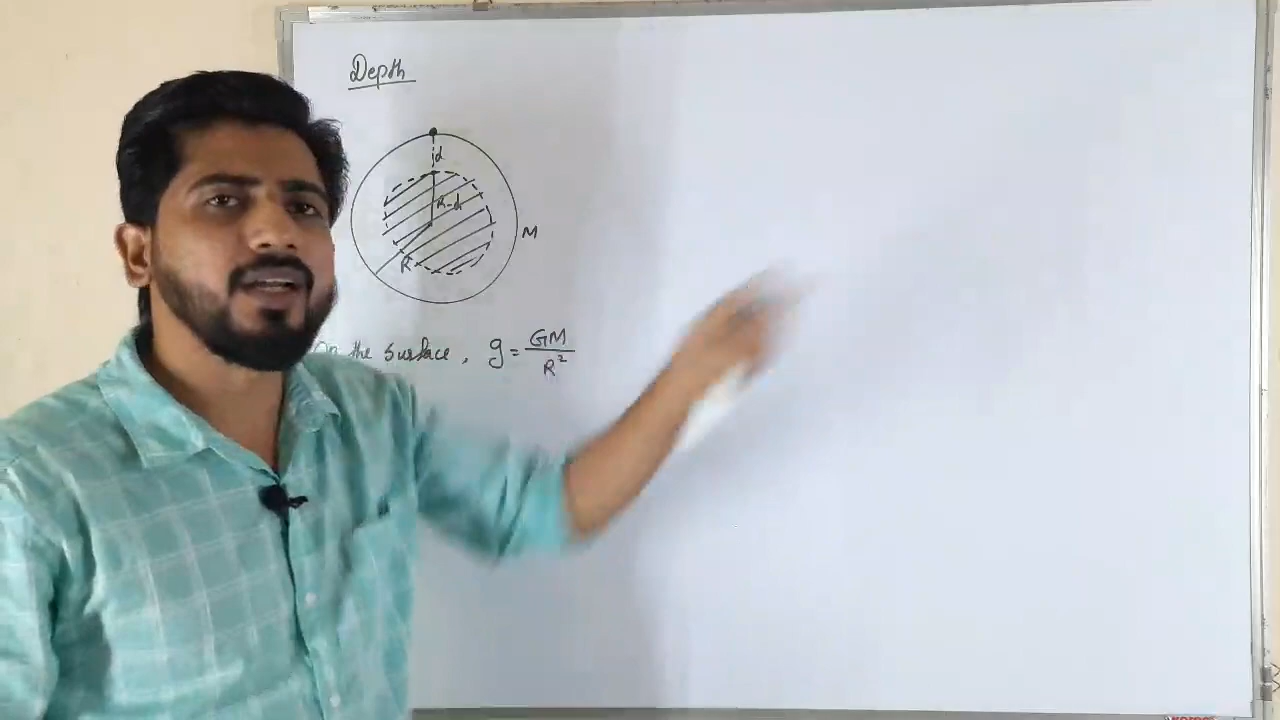 Depth
d
R-d
M
R
On the surface, g = GM/R²